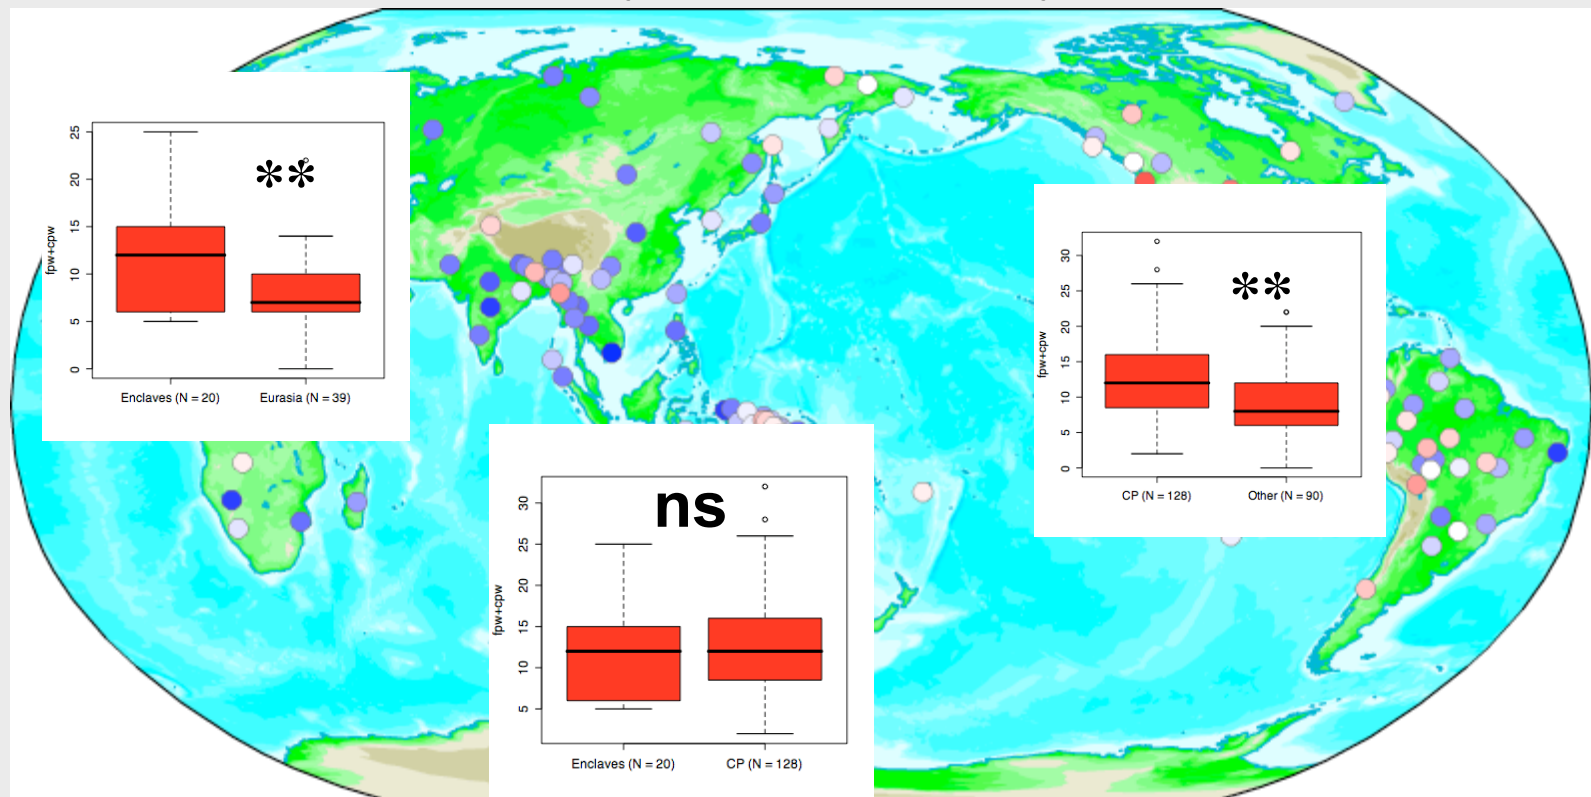 fpw+cpw
25
20
15
10
5
0
**
Enclaves (N = 20)
Eurasia (N = 39)
fpw+cpw
30
25
20
15
10
5
ns
Enclaves (N = 20)
CP (N = 128)
fpw+cpw
30
25
20
15
10
5
0
**
CP (N = 128)
Other (N = 90)